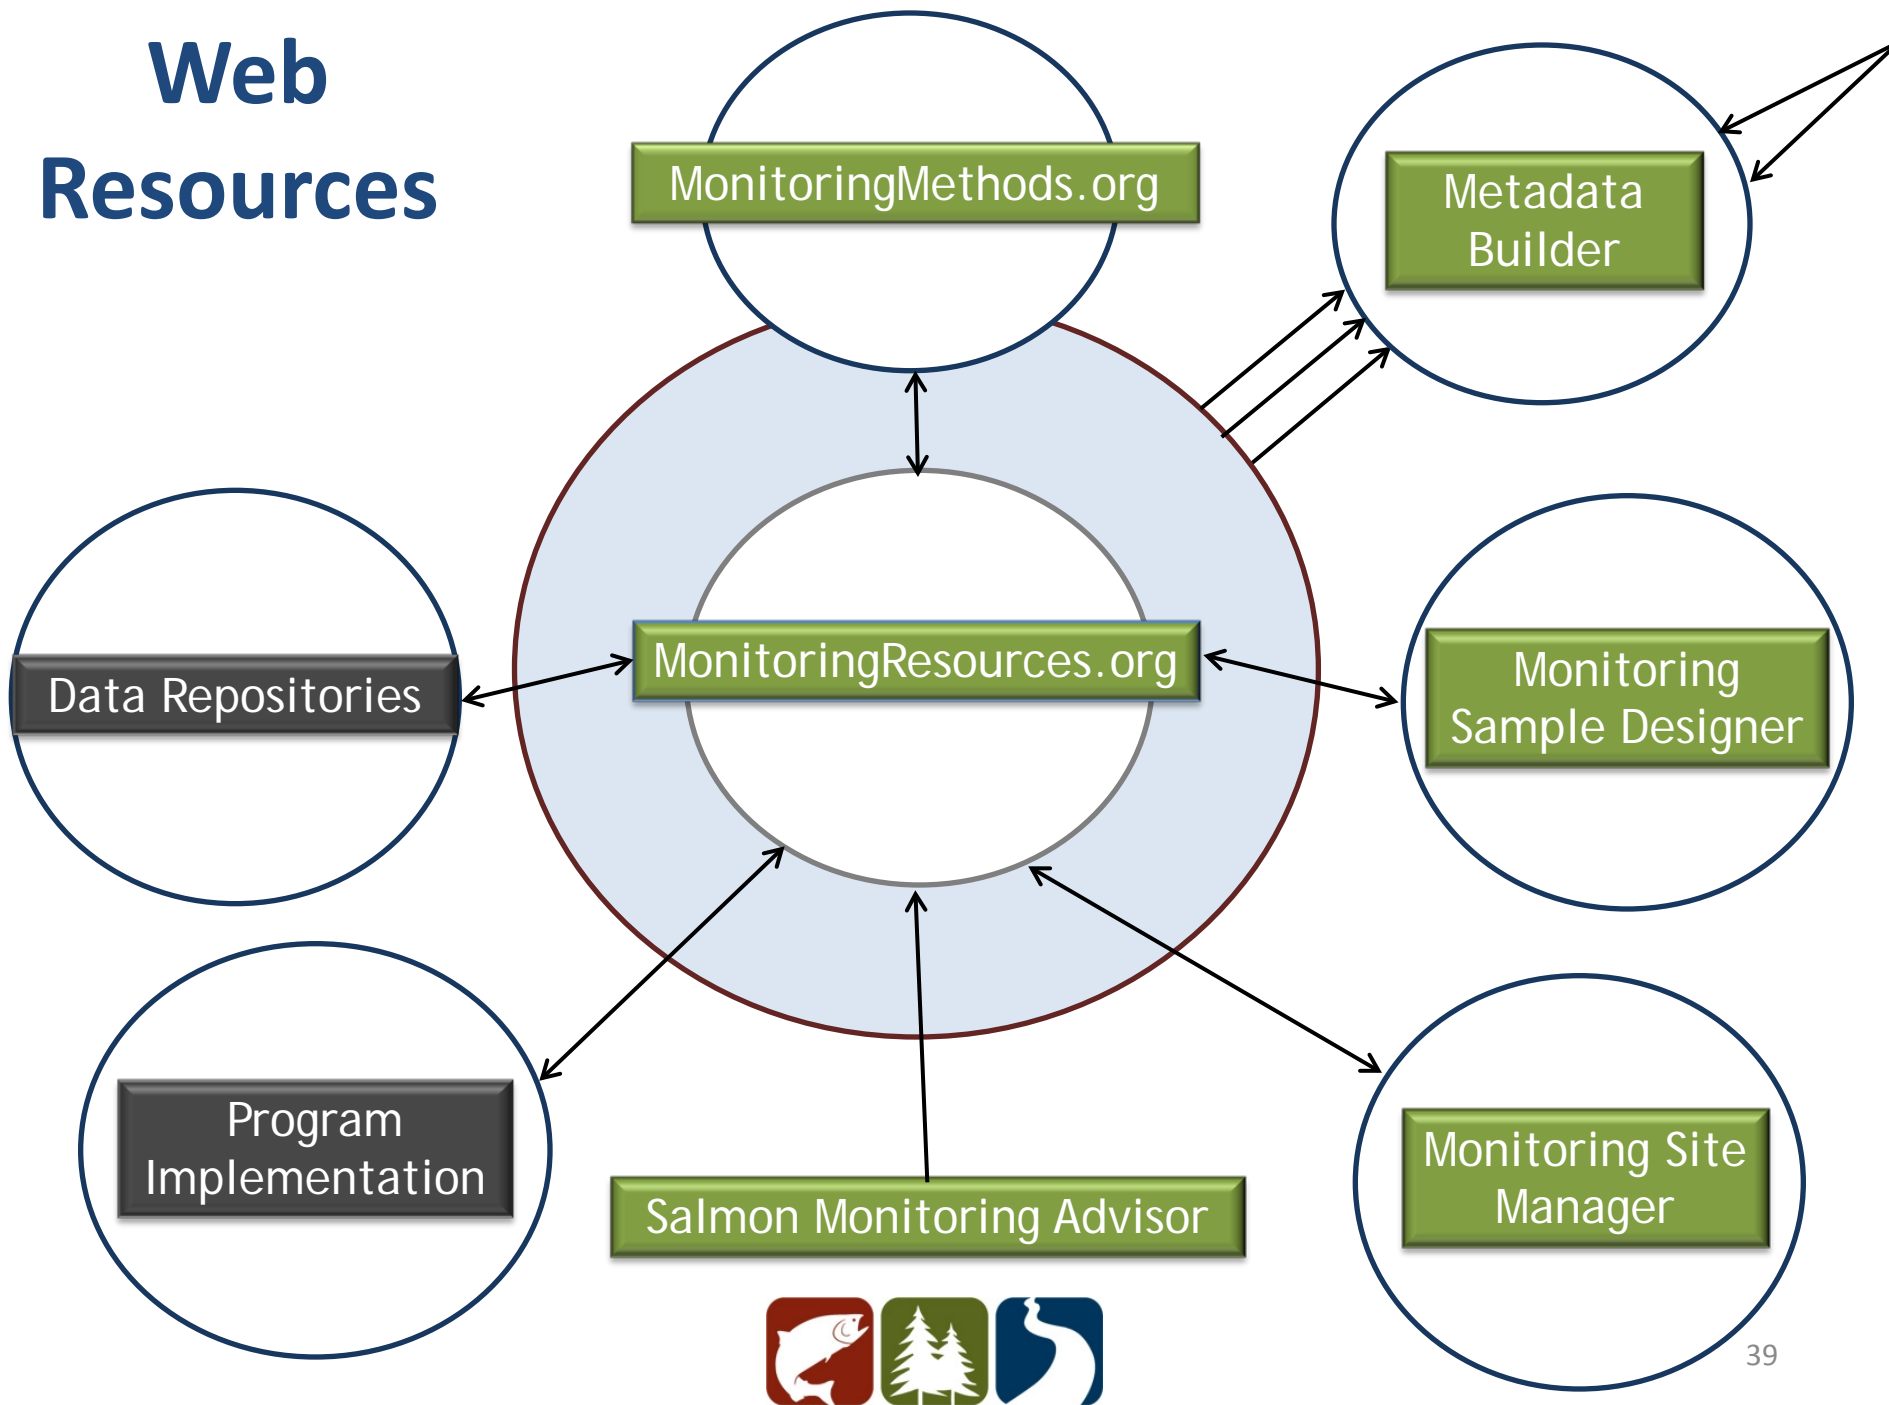 Web
Resources
MonitoringMethods.org
Metadata
Builder
MonitoringResources.org
Data Repositories
Monitoring
Sample Designer
Program
Implementation
Salmon Monitoring Advisor
Monitoring Site
Manager
39